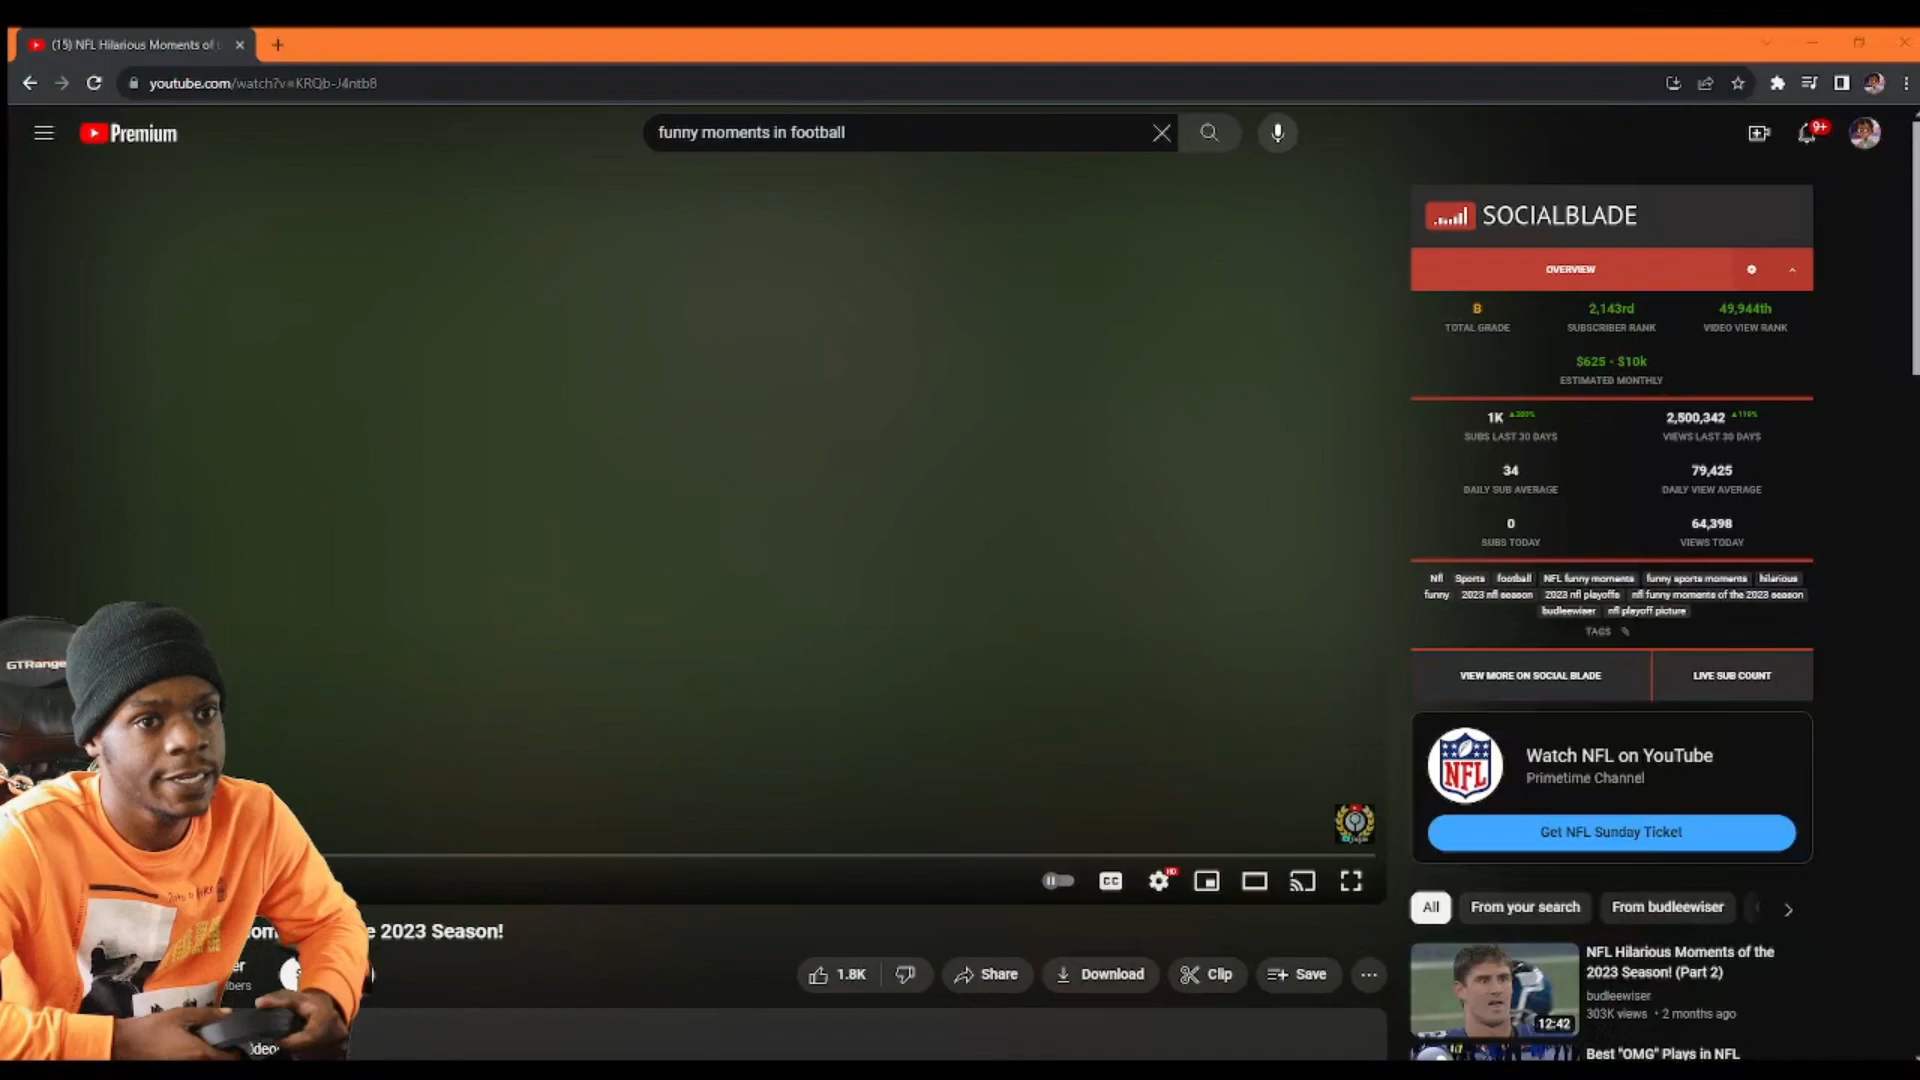 (15) NFL Hilarious Moments of
youtube.com/watch?v=KRQb-J4ntb8
Premium
funny moments in football
9+
SOCIALBLADE
OVERVIEW
B
2,143rd
49,944th
TOTAL GRADE
SUBSCRIBER RANK
VIDEO VIEW RANK
$625 - $10k
ESTIMATED MONTHLY
1K ▲200%
2,500,342 ▲119%
SUBS LAST 30 DAYS
VIEWS LAST 30 DAYS
34
79,425
DAILY SUB AVERAGE
DAILY VIEW AVERAGE
0
64,398
SUBS TODAY
VIEWS TODAY
Nfl Sports football NFL funny moments funny sports moments hilarious
funny 2023 nfl season 2023 nfl playoffs nfl funny moments of the 2023 season
budleewiser nfl playoff picture
TAGS
VIEW MORE ON SOCIAL BLADE
LIVE SUB COUNT
NFL
Watch NFL on YouTube
Primetime Channel
Get NFL Sunday Ticket
GTRange
CC
HD
e 2023 Season!
1.8K
Share
Download
Clip
Save
All
From your search
From budleewiser
NFL Hilarious Moments of the
2023 Season! (Part 2)
budleewiser
303K views • 2 months ago
12:42
Best "OMG" Plays in NFL